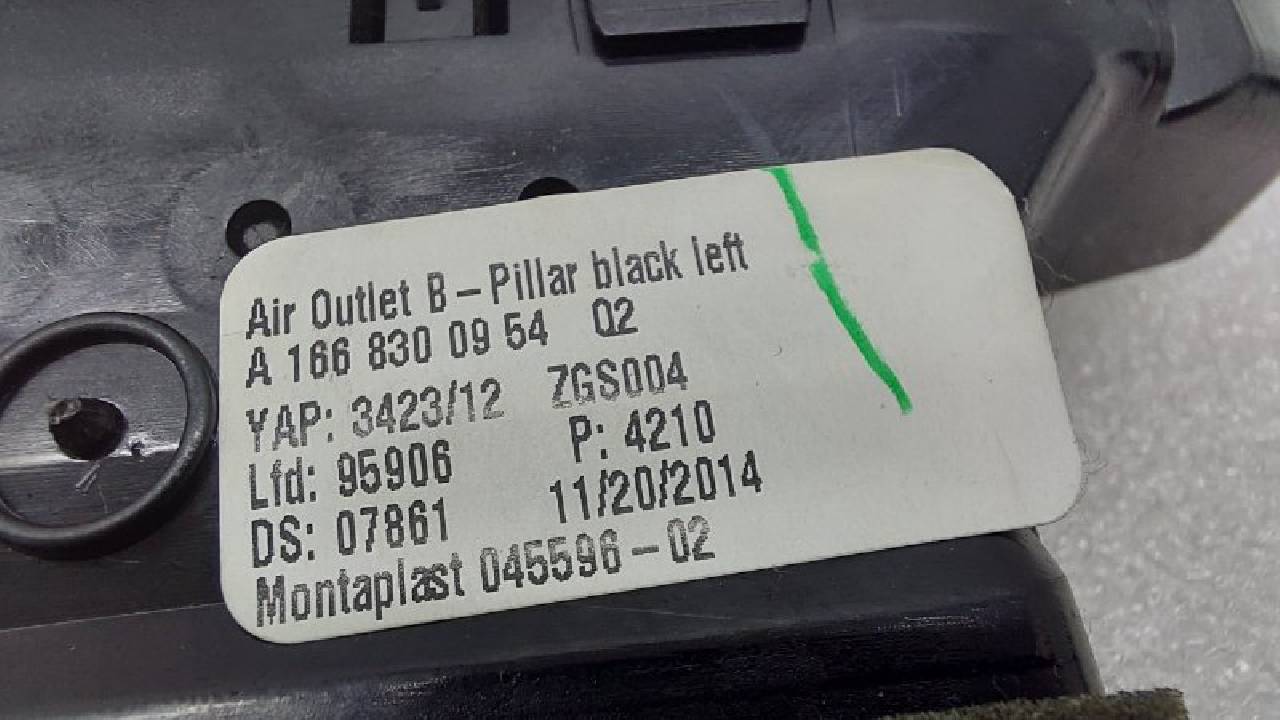 Air Outlet B-Pillar black left
A 166 830 09 54 Q2
YAP: 3423/12 ZGS004
Lfd: 95906 P: 4210
DS: 07861 11/20/2014
Montaplast 045596-02